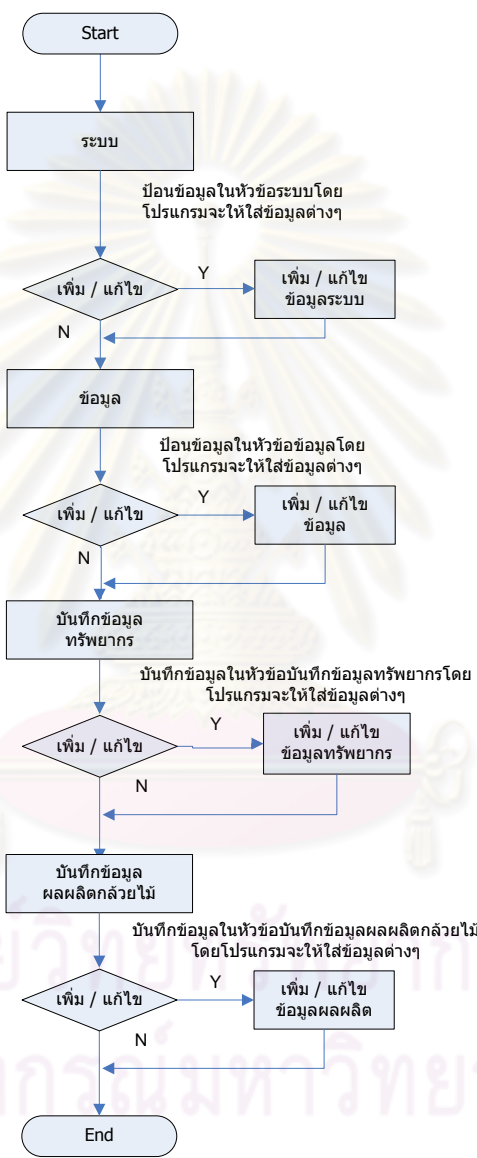 Start
ระบบ
ป้อนข้อมูลในหัวข้อระบบโดย
โปรแกรมจะให้ใส่ข้อมูลต่างๆ
เพิ่ม / แก้ไข
Y
เพิ่ม / แก้ไข
ข้อมูลระบบ
N
ข้อมูล
ป้อนข้อมูลในหัวข้อข้อมูลโดย
โปรแกรมจะให้ใส่ข้อมูลต่างๆ
เพิ่ม / แก้ไข
Y
เพิ่ม / แก้ไข
ข้อมูล
N
บันทึกข้อมูล
ทรัพยากร
บันทึกข้อมูลในหัวข้อบันทึกข้อมูลทรัพยากรโดย
โปรแกรมจะให้ใส่ข้อมูลต่างๆ
เพิ่ม / แก้ไข
Y
เพิ่ม / แก้ไข
ข้อมูลทรัพยากร
N
บันทึกข้อมูล
ผลผลิตกล้วยไม้
บันทึกข้อมูลในหัวข้อบันทึกข้อมูลผลผลิตกล้วยไม้
โดยโปรแกรมจะให้ใส่ข้อมูลต่างๆ
เพิ่ม / แก้ไข
Y
เพิ่ม / แก้ไข
ข้อมูลผลผลิต
N
End